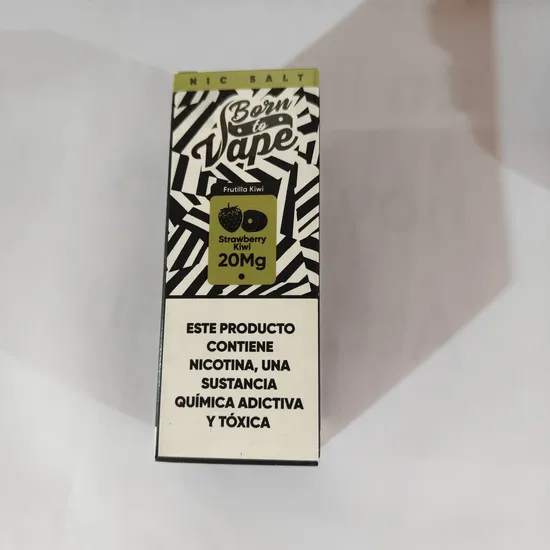 NIC SALT
Born
to
Vape
Frutilla Kiwi
Strawberry
Kiwi
20Mg
ESTE PRODUCTO
CONTIENE
NICOTINA, UNA
SUSTANCIA
QUÍMICA ADICTIVA
Y TÓXICA